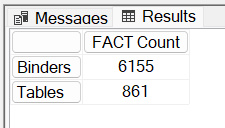 Messages Results
FACT Count
Binders 6155
Tables 861